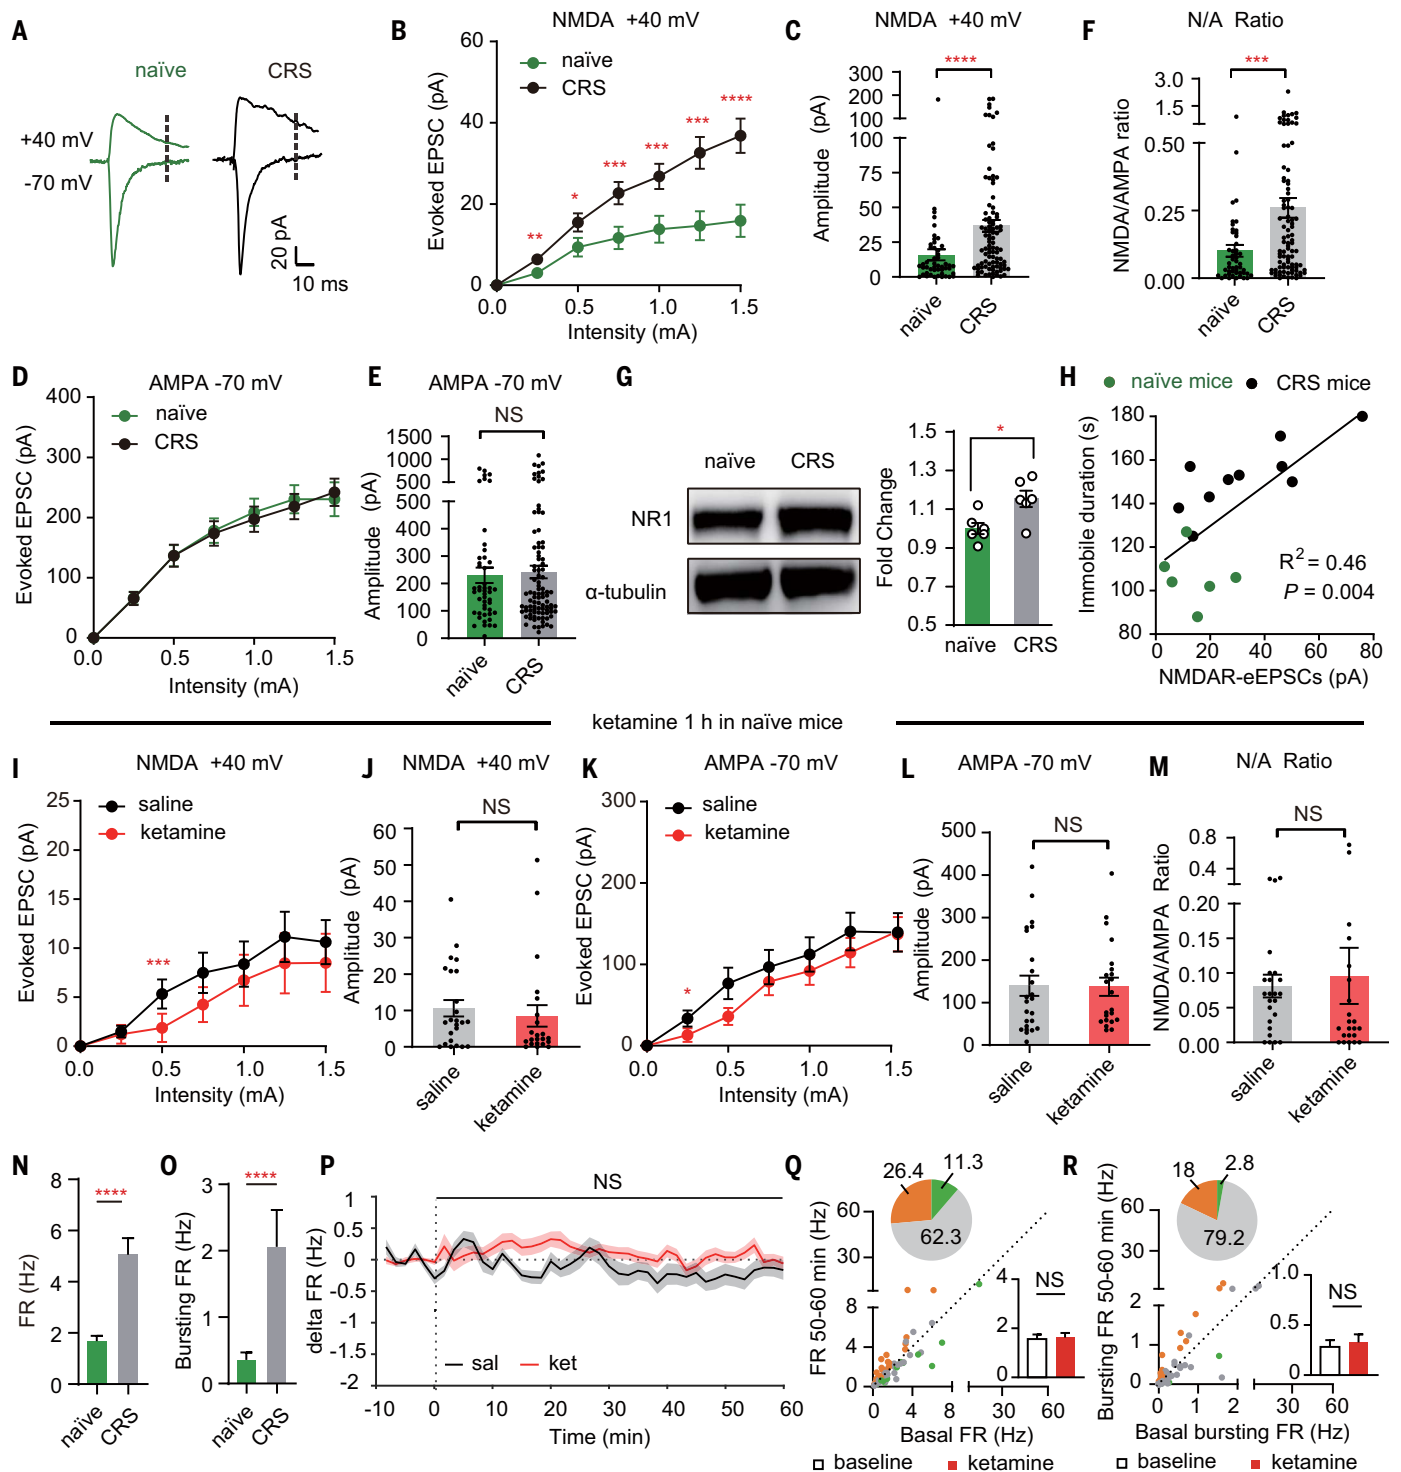 A
naïve
CRS
+40 mV
-70 mV
20 pA
10 ms
B
NMDA +40 mV
Evoked EPSC (pA)
60
40
20
0
naïve
CRS
**
*
***
***
***
****
0.0
0.5
1.0
1.5
Intensity (mA)
C
NMDA +40 mV
****
Amplitude (pA)
300
200
100
100
50
25
0
naïve
CRS
F
N/A Ratio
***
NMDA/AMPA ratio
3.0
1.5
0.50
0.25
0.00
naïve
CRS
D
AMPA -70 mV
Evoked EPSC (pA)
400
300
200
100
0
naïve
CRS
0.0
0.5
1.0
1.5
Intensity (mA)
E
AMPA -70 mV
NS
Amplitude (pA)
1500
1000
500
500
400
300
200
100
0
naïve
CRS
G
naïve
CRS
NR1
α-tubulin
Fold Change
1.5
1.3
1.1
0.9
0.7
0.5
*
naïve
CRS
H
naïve mice
CRS mice
Immobile duration (s)
180
160
140
120
100
80
R2 = 0.46
P = 0.004
0
20
40
60
80
NMDAR-eEPSCs (pA)
ketamine 1 h in naïve mice
I
NMDA +40 mV
Evoked EPSC (pA)
25
20
15
10
5
0
saline
ketamine
***
0.0
0.5
1.0
1.5
Intensity (mA)
J
NMDA +40 mV
NS
Amplitude (pA)
60
50
40
30
20
10
0
saline
ketamine
K
AMPA -70 mV
Evoked EPSC (pA)
300
200
100
0
saline
ketamine
*
0.0
0.5
1.0
1.5
Intensity (mA)
L
AMPA -70 mV
NS
Amplitude (pA)
500
400
300
200
100
0
saline
ketamine
M
N/A Ratio
NS
NMDA/AMPA Ratio
0.8
0.4
0.20
0.15
0.10
0.05
0.00
saline
ketamine
N
FR (Hz)
8
6
4
2
0
****
naïve
CRS
O
Bursting FR (Hz)
3
2
1
0
****
naïve
CRS
P
NS
delta FR (Hz)
1
0.5
0
-0.5
-1
-1.5
-2
sal
ket
-10
0
10
20
30
40
50
60
Time (min)
Q
26.4
11.3
62.3
FR 50-60 min (Hz)
60
30
8
4
0
4
2
0
NS
0
4
8
30
60
Basal FR (Hz)
baseline
ketamine
R
18
2.8
79.2
Bursting FR 50-60 min (Hz)
60
30
2
1
0
1.0
0.5
0
NS
0
1
2
30
60
Basal bursting FR (Hz)
baseline
ketamine